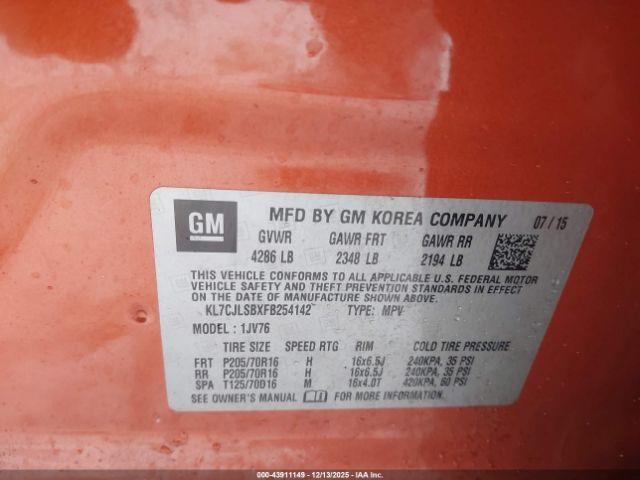 GM
MFD BY GM KOREA COMPANY 07 / 15
GVWR GAWR FRT GAWR RR
4286 LB 2348 LB 2194 LB
THIS VEHICLE CONFORMS TO ALL APPLICABLE U.S. FEDERAL MOTOR
VEHICLE SAFETY AND THEFT PREVENTION STANDARDS IN
EFFECT ON THE DATE OF MANUFACTURE SHOWN ABOVE.
KL7CJLSBXFB254142 TYPE: MPV
MODEL : 1JV76
TIRE SIZE SPEED RTG RIM COLD TIRE PRESSURE
FRT P205/70R16 H 16x6.5J 240KPA, 35 PSI
RR P205/70R16 H 16x6.5J 240KPA, 35 PSI
SPA T125/70D16 M 16x4.0T 420KPA, 60 PSI
SEE OWNER'S MANUAL FOR MORE INFORMATION.
000-43911149 - 12/13/2025 - IAAI.com